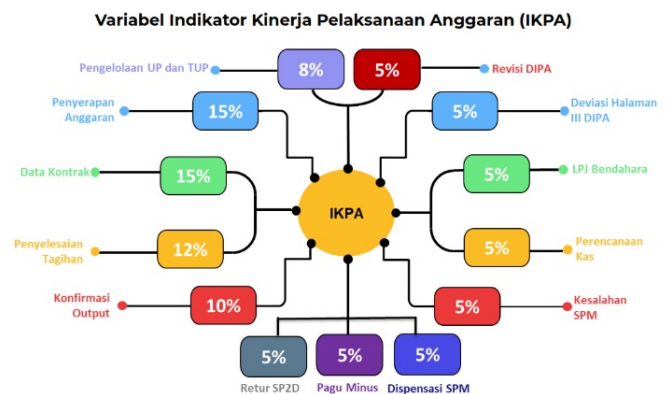 Variabel Indikator Kinerja Pelaksanaan Anggaran (IKPA)
Pengelolaan UP dan TUP
8%
5%
Revisi DIPA
Penyerapan
Anggaran
15%
5%
Deviasi Halaman
III DIPA
Data Kontrak
15%
5%
LPJ Bendahara
IKPA
Penyelesaian
Tagihan
12%
5%
Perencanaan
Kas
Konfirmasi
Output
10%
5%
Kesalahan
SPM
5%
5%
5%
Retur SP2D
Pagu Minus
Dispensasi SPM